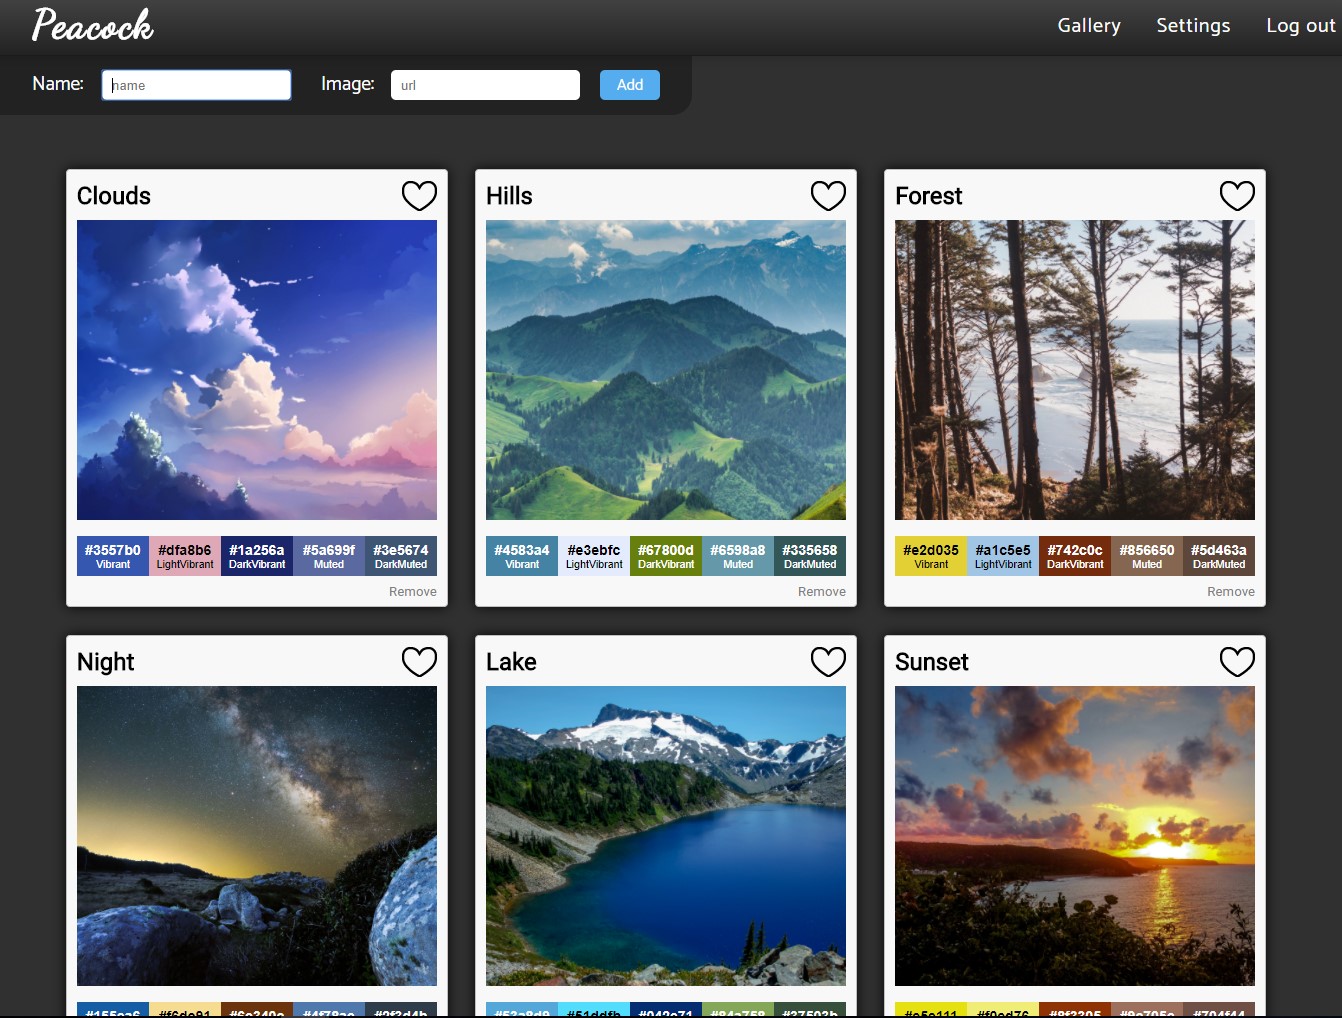 Peacock
Gallery Settings Log out
Name: name Image: url Add
Clouds
#3557b0 #dfa8b6 #1a256a #5a699f #3e5674
Vibrant LightVibrant DarkVibrant Muted DarkMuted
Remove
Hills
#4583a4 #e3ebfc #67800d #6598a8 #335658
Vibrant LightVibrant DarkVibrant Muted DarkMuted
Remove
Forest
#e2d035 #a1c5e5 #742c0c #856650 #5d463a
Vibrant LightVibrant DarkVibrant Muted DarkMuted
Remove
Night
Lake
Sunset